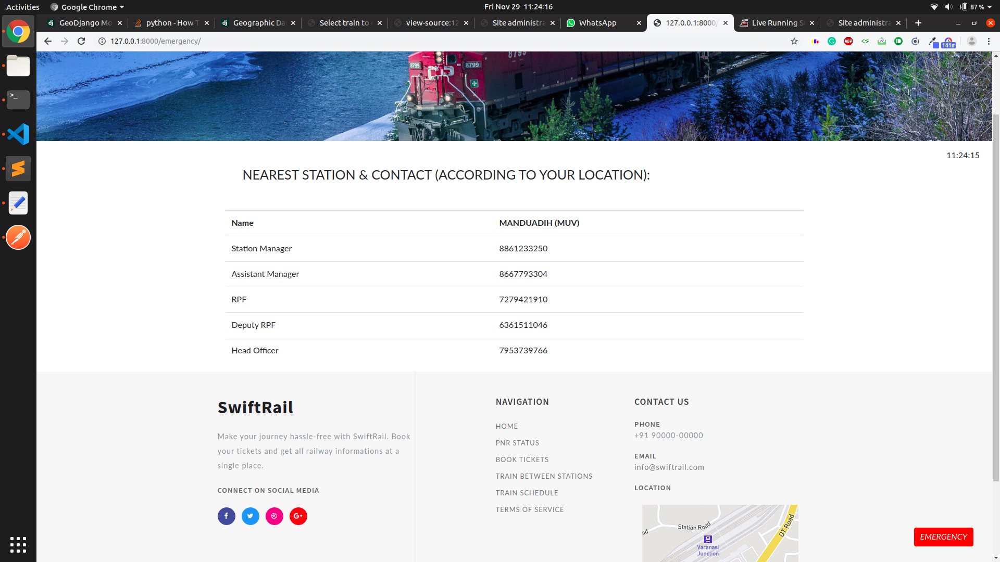 Activities
Google Chrome
Fri Nov 29 11:24:16
87 %
GeoDjango Mo
python - How T
Geographic Da
Select train to
view-source:12
Site administra
WhatsApp
127.0.0.1:8000/
Live Running S
Site administra
127.0.0.1:8000/emergency/
ABP
141m
8799
8799
8799
CP
11:24:15
NEAREST STATION & CONTACT (ACCORDING TO YOUR LOCATION):
Name MANDUADIH (MUV)
Station Manager 8861233250
Assistant Manager 8667793304
RPF 7279421910
Deputy RPF 6361511046
Head Officer 7953739766
SwiftRail
Make your journey hassle-free with SwiftRail. Book
your tickets and get all railway informations at a
single place.
CONNECT ON SOCIAL MEDIA
NAVIGATION
HOME
PNR STATUS
BOOK TICKETS
TRAIN BETWEEN STATIONS
TRAIN SCHEDULE
TERMS OF SERVICE
CONTACT US
PHONE
+91 90000-00000
EMAIL
info@swiftrail.com
LOCATION
Station Road
ad
GT Road
Varanasi
Junction
EMERGENCY